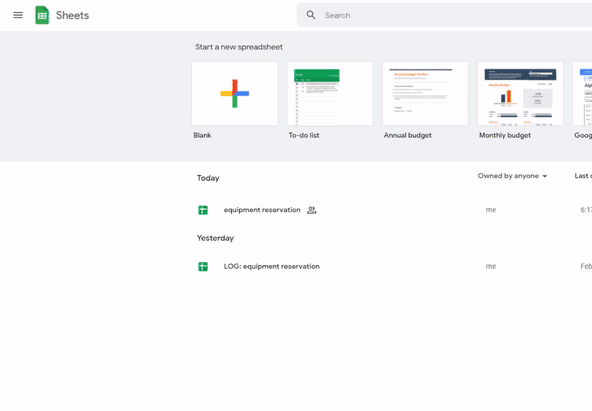 Sheets
Search
Start a new spreadsheet
Blank
To-do list
Annual budget
Monthly budget
Goog
Today
Owned by anyone
Last o
equipment reservation
me
6:17
Yesterday
LOG: equipment reservation
me
Feb